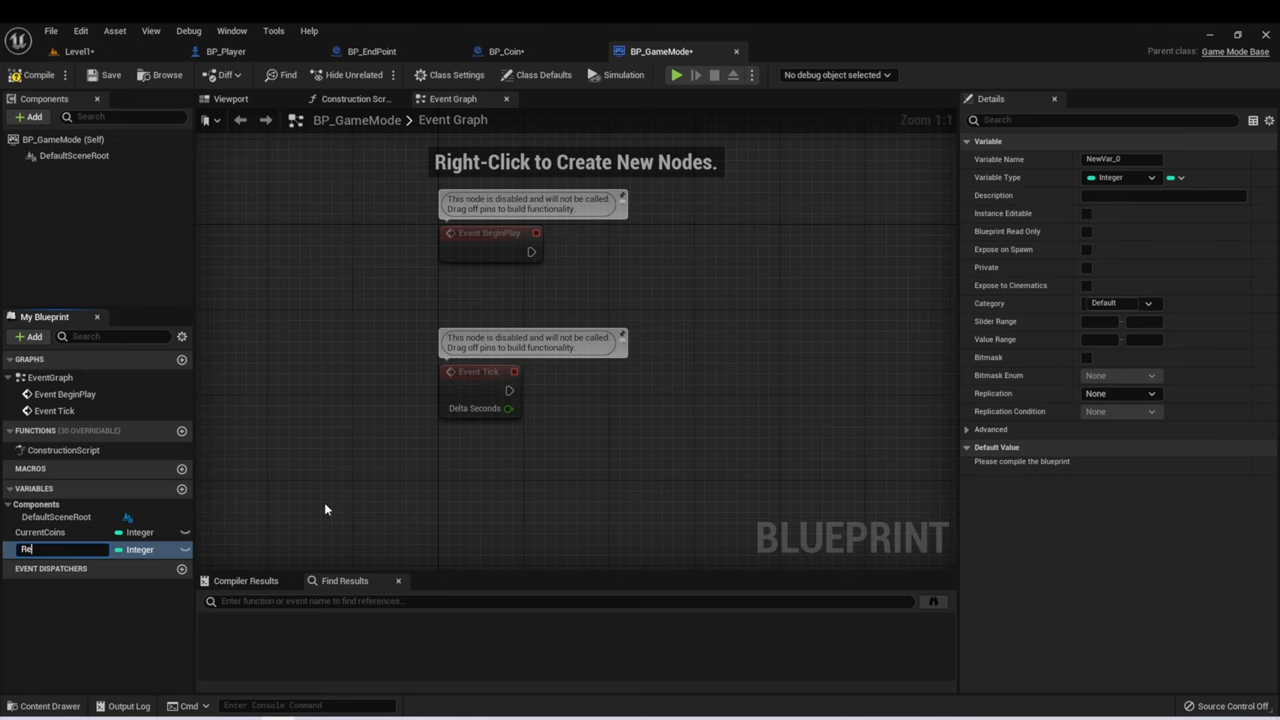 File Edit Asset View Debug Window Tools Help
Level1• BP_Player BP_EndPoint BP_Coin• BP_GameMode• Parent class: Game Mode Base
Compile Save Browse Diff Find Hide Unrelated Class Settings Class Defaults Simulation No debug object selected
Components Viewport Construction Scr... Event Graph Details
Add Search BP_GameMode > Event Graph Zoom 1:1 Search
BP_GameMode (Self)
DefaultSceneRoot
Right-Click to Create New Nodes.
This node is disabled and will not be called.
Drag off pins to build functionality.
Event BeginPlay
This node is disabled and will not be called.
Drag off pins to build functionality.
Event Tick
Delta Seconds
BLUEPRINT
My Blueprint
Add Search
GRAPHS
EventGraph
Event BeginPlay
Event Tick
FUNCTIONS (30 OVERRIDABLE)
ConstructionScript
MACROS
VARIABLES
Components
DefaultSceneRoot
CurrentCoins Integer
Re Integer
EVENT DISPATCHERS
Variable
Variable Name NewVar_0
Variable Type Integer
Description
Instance Editable
Blueprint Read Only
Expose on Spawn
Private
Expose to Cinematics
Category Default
Slider Range
Value Range
Bitmask
Bitmask Enum None
Replication None
Replication Condition None
Advanced
Default Value
Please compile the blueprint
Compiler Results Find Results
Enter function or event name to find references...
Content Drawer Output Log Cmd Enter Console Command Source Control Off